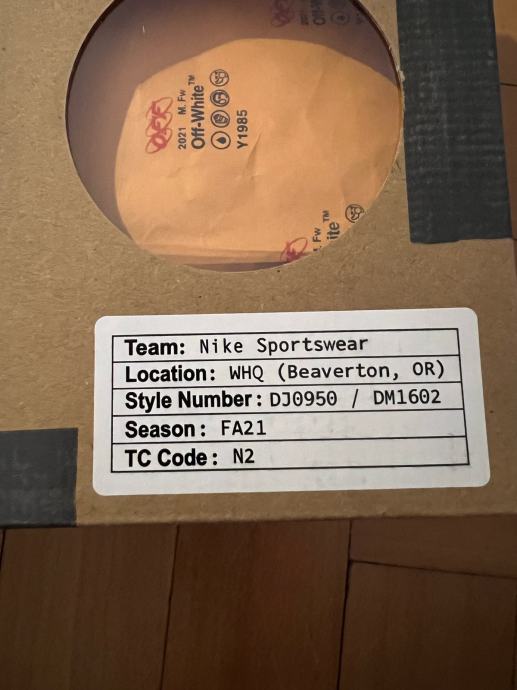 2021 M. Fw
Off-White™
Y1985
M. Fw
ite™
Team: Nike Sportswear
Location: WHQ (Beaverton, OR)
Style Number: DJ0950 / DM1602
Season: FA21
TC Code: N2